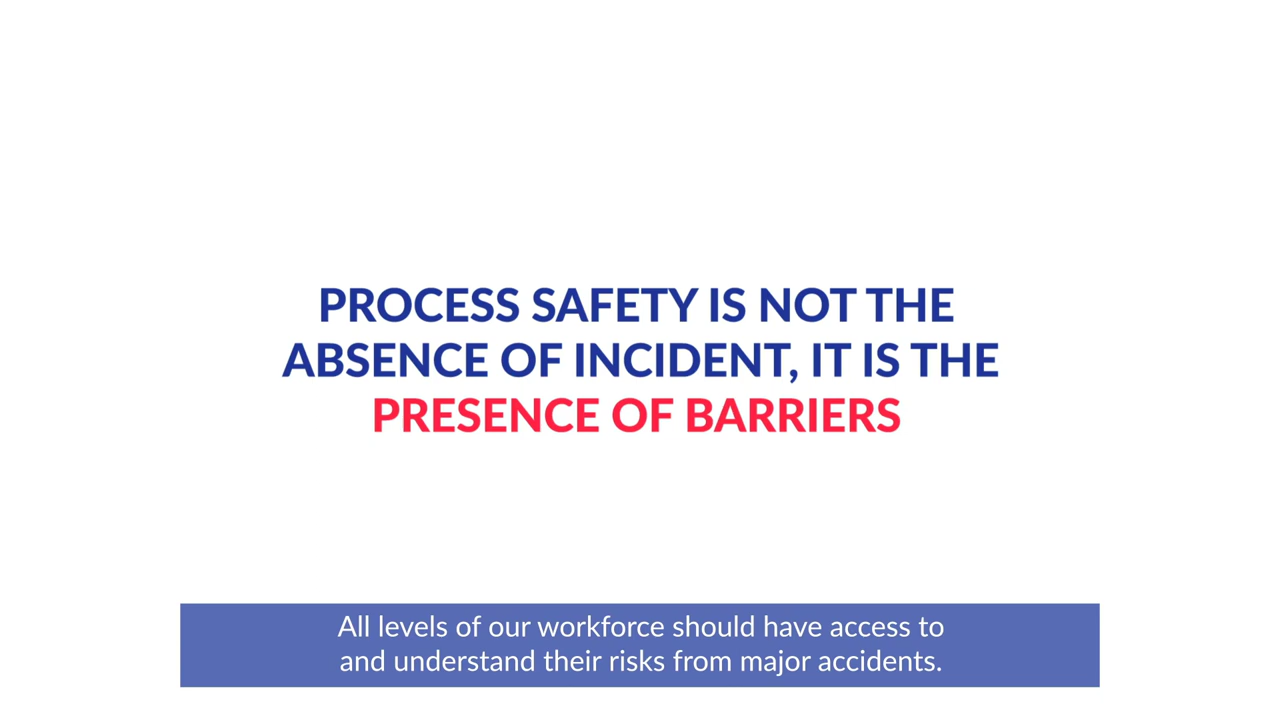 PROCESS SAFETY IS NOT THE
ABSENCE OF INCIDENT, IT IS THE
PRESENCE OF BARRIERS
All levels of our workforce should have access to
and understand their risks from major accidents.